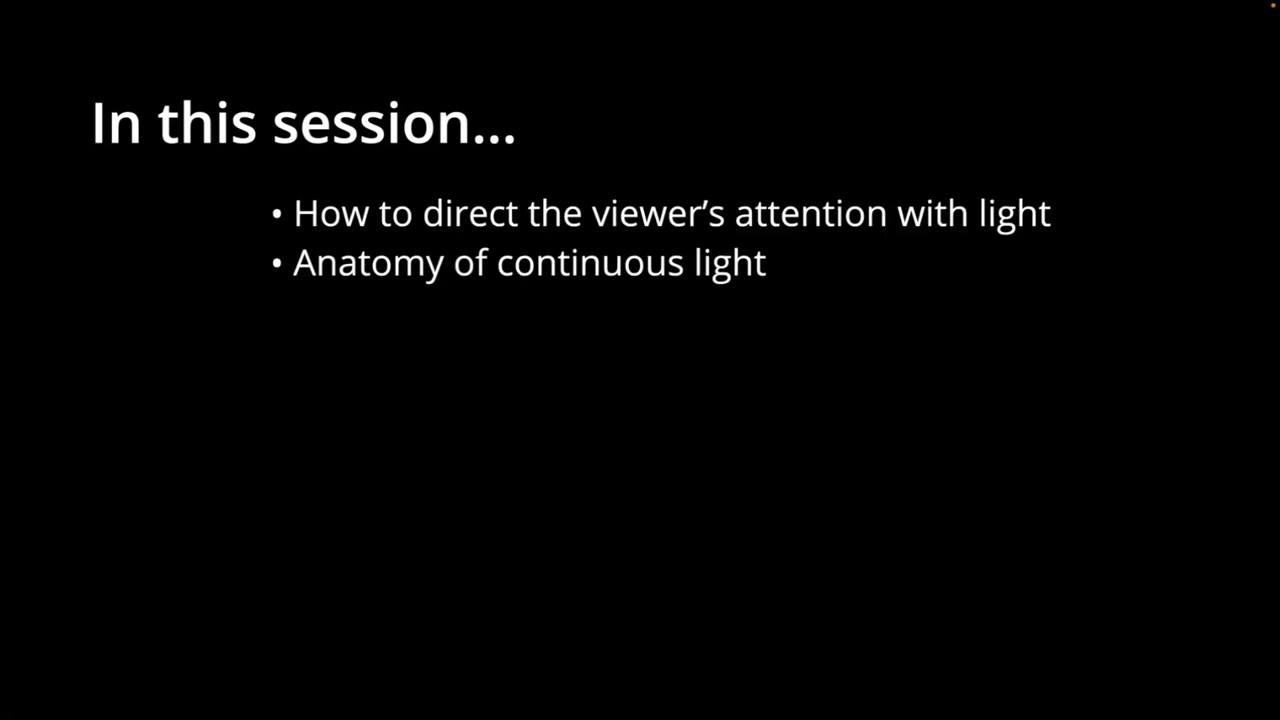 In this session...
• How to direct the viewer’s attention with light
• Anatomy of continuous light